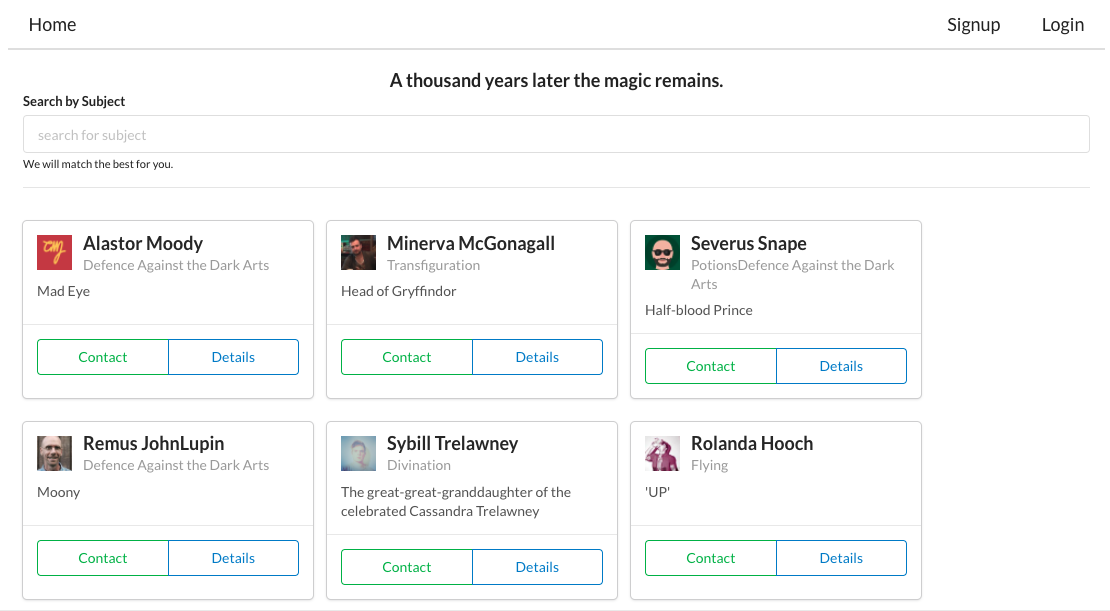 Home
Signup
Login
A thousand years later the magic remains.
Search by Subject
search for subject
We will match the best for you.
Alastor Moody
Defence Against the Dark Arts
Mad Eye
Contact
Details
Minerva McGonagall
Transfiguration
Head of Gryffindor
Contact
Details
Severus Snape
PotionsDefence Against the Dark
Arts
Half-blood Prince
Contact
Details
Remus JohnLupin
Defence Against the Dark Arts
Moony
Contact
Details
Sybill Trelawney
Divination
The great-great-granddaughter of the
celebrated Cassandra Trelawney
Contact
Details
Rolanda Hooch
Flying
'UP'
Contact
Details